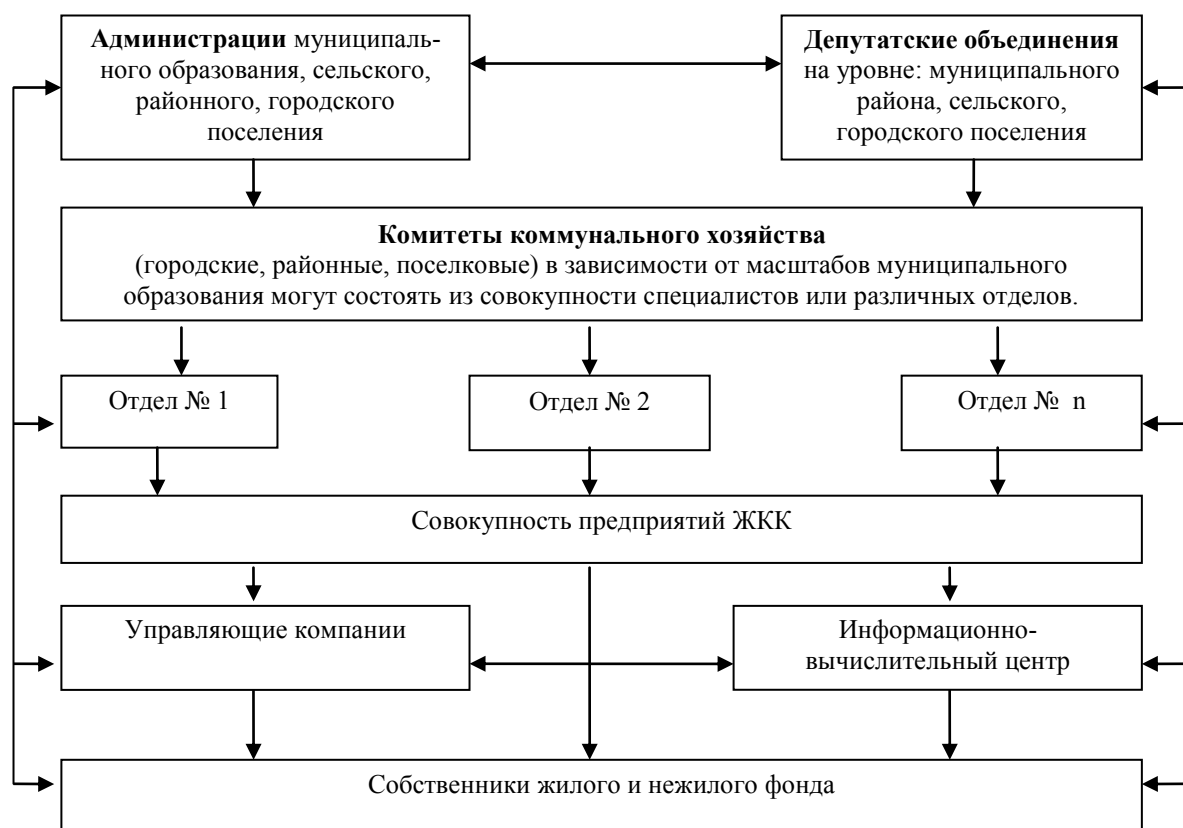 Администрации муниципаль-
ного образования, сельского,
районного, городского
поселения
Депутатские объединения
на уровне: муниципального
района, сельского,
городского поселения
Комитеты коммунального хозяйства
(городские, районные, поселковые) в зависимости от масштабов муниципального
образования могут состоять из совокупности специалистов или различных отделов.
Отдел № 1
Отдел № 2
Отдел № n
Совокупность предприятий ЖКК
Управляющие компании
Информационно-
вычислительный центр
Собственники жилого и нежилого фонда